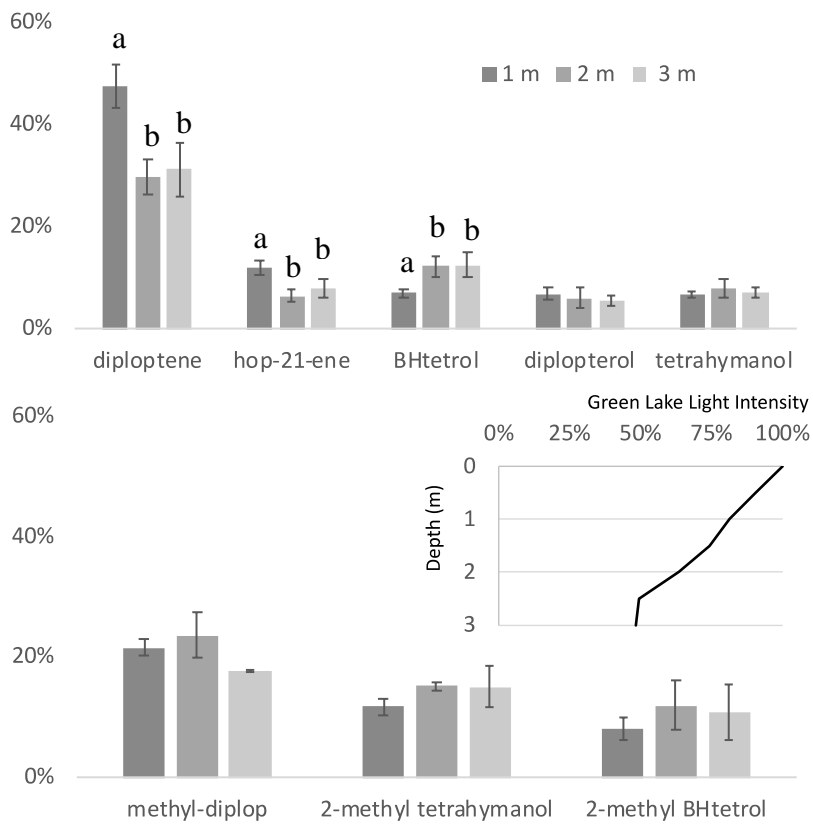 60%
a
1 m 2 m 3 m
b b
40%
20%
a b b
a b b
0%
diploptene hop-21-ene BHtetrol diplopterol tetrahymanol
60%
Green Lake Light Intensity
0% 25% 50% 75% 100%
Depth (m)
0
1
2
3
40%
20%
0%
methyl-diplop 2-methyl tetrahymanol 2-methyl BHtetrol